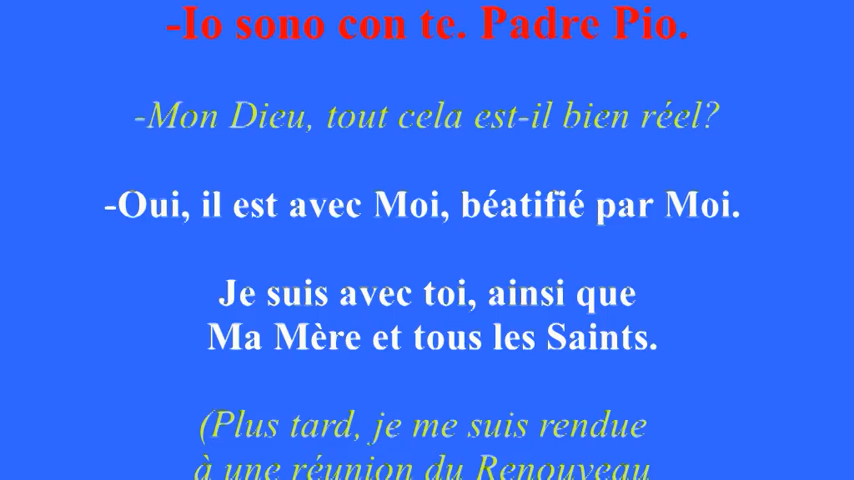 -Io sono con te. Padre Pio.
-Mon Dieu, tout cela est-il bien réel?
-Oui, il est avec Moi, béatifié par Moi.
Je suis avec toi, ainsi que
Ma Mère et tous les Saints.
(Plus tard, je me suis rendue
à une réunion du Renouveau